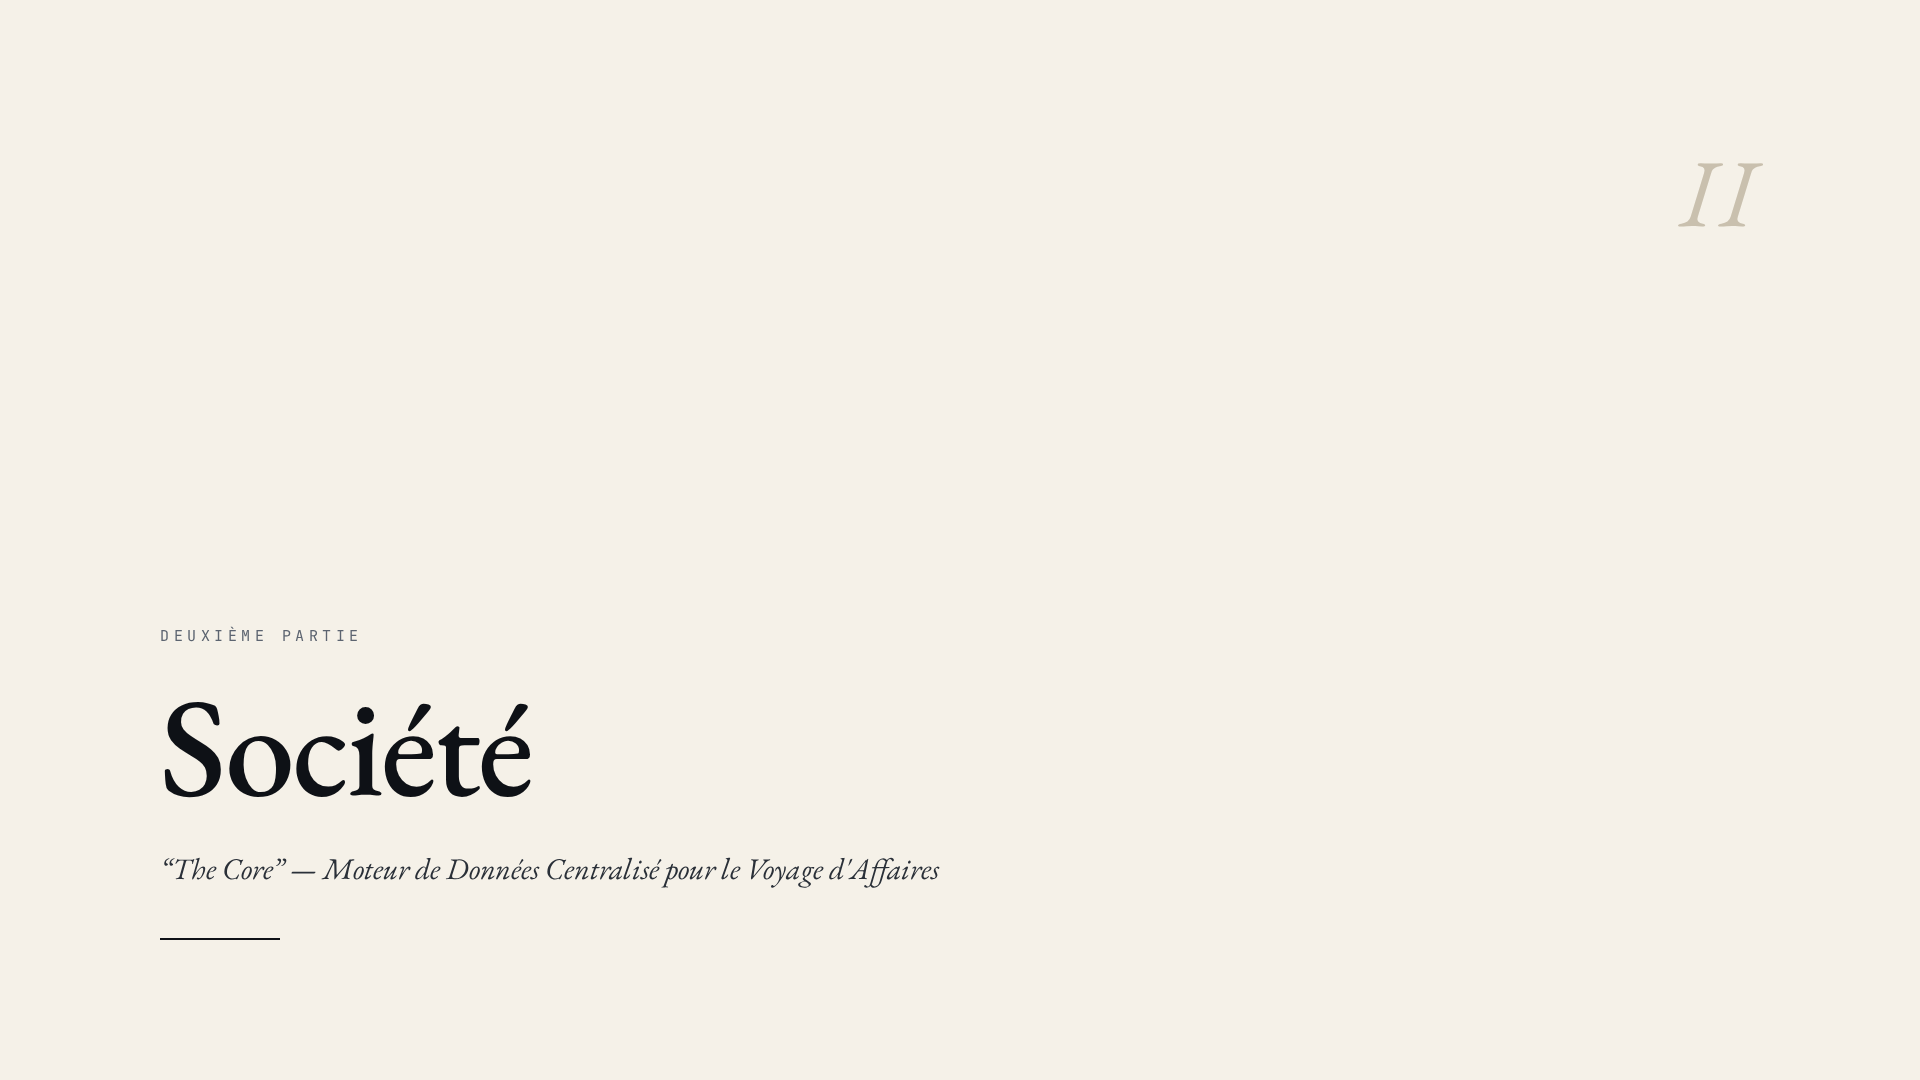 II
DEUXIÈME PARTIE
Société
“The Core” — Moteur de Données Centralisé pour le Voyage d'Affaires